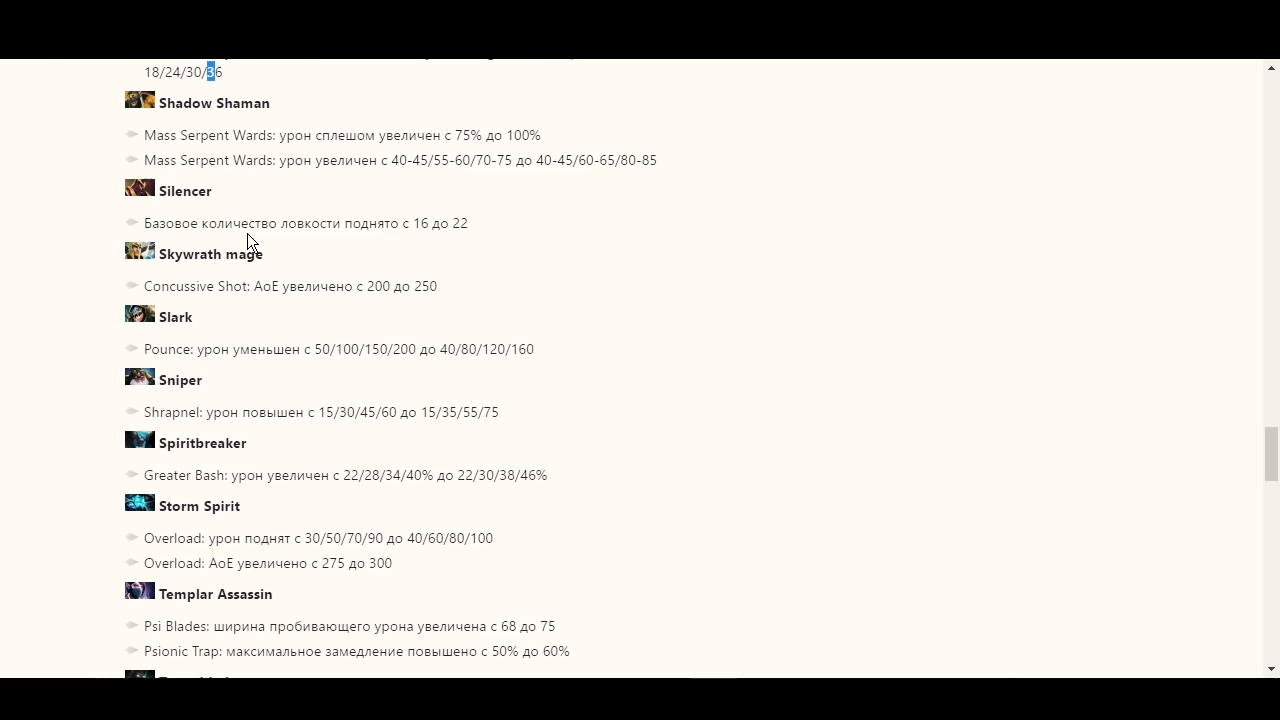 18/24/30/36
Shadow Shaman
Mass Serpent Wards: урон сплешом увеличен с 75% до 100%
Mass Serpent Wards: урон увеличен с 40-45/55-60/70-75 до 40-45/60-65/80-85
Silencer
Базовое количество ловкости поднято с 16 до 22
Skywrath mage
Concussive Shot: AoE увеличено с 200 до 250
Slark
Pounce: урон уменьшен с 50/100/150/200 до 40/80/120/160
Sniper
Shrapnel: урон повышен с 15/30/45/60 до 15/35/55/75
Spiritbreaker
Greater Bash: урон увеличен с 22/28/34/40% до 22/30/38/46%
Storm Spirit
Overload: урон поднят с 30/50/70/90 до 40/60/80/100
Overload: AoE увеличено с 275 до 300
Templar Assassin
Psi Blades: ширина пробивающего урона увеличена с 68 до 75
Psionic Trap: максимальное замедление повышено с 50% до 60%